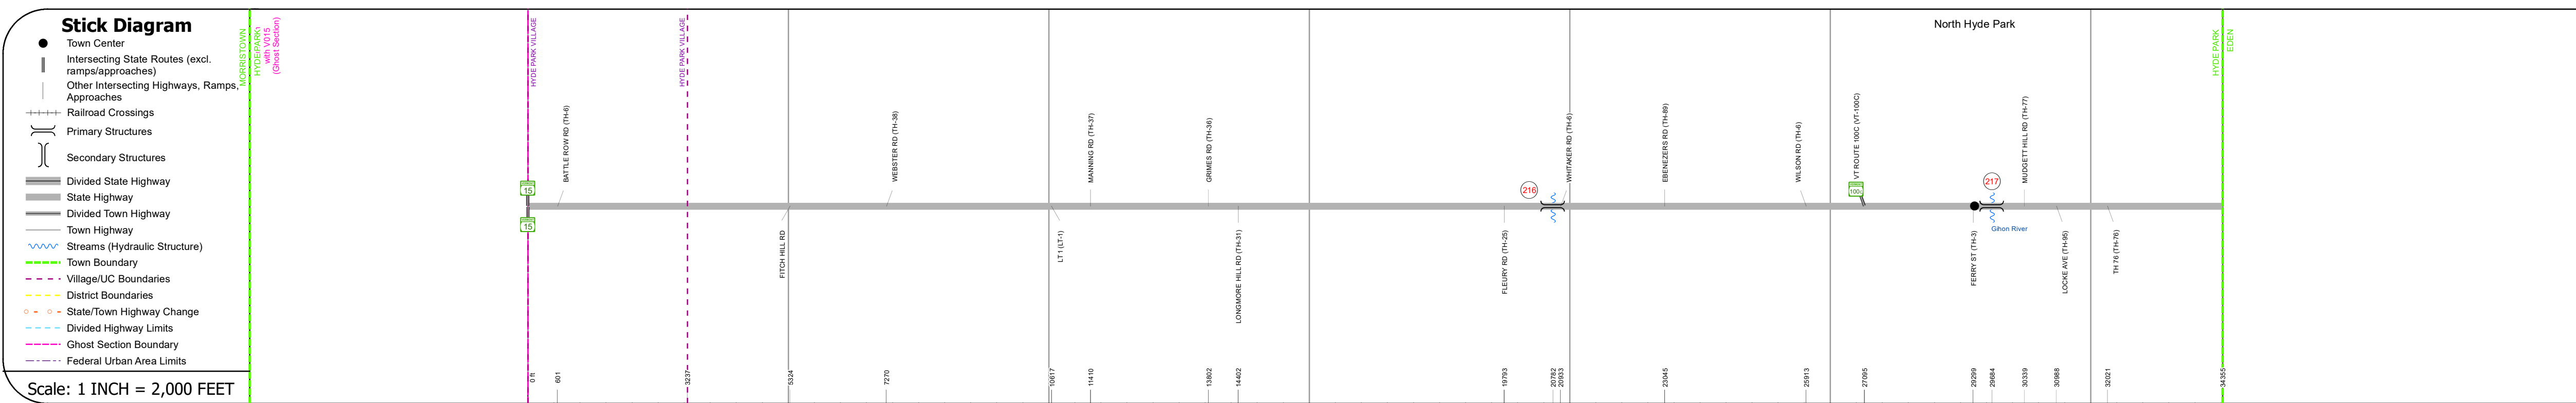 Stick Diagram
Town Center
Intersecting State Routes (excl.
ramps/approaches)
Other Intersecting Highways, Ramps,
Approaches
Railroad Crossings
Primary Structures
Secondary Structures
Divided State Highway
State Highway
Divided Town Highway
Town Highway
Streams (Hydraulic Structure)
Town Boundary
Village/UC Boundaries
District Boundaries
State/Town Highway Change
Divided Highway Limits
Ghost Section Boundary
Federal Urban Area Limits
Scale: 1 INCH = 2,000 FEET
MORRISTOWN
HYDE PARK
with V015
(Ghost Section)
HYDE PARK VILLAGE
HYDE PARK VILLAGE
North Hyde Park
HYDE PARK
EDEN
15
15
BATTLE ROW RD (TH-6)
FITCH HILL RD
WEBSTER RD (TH-38)
LT 1 (LT-1)
MANNING RD (TH-37)
GRIMES RD (TH-36)
LONGMORE HILL RD (TH-31)
FLEURY RD (TH-25)
216
WHITAKER RD (TH-6)
EBENEZERS RD (TH-89)
WILSON RD (TH-6)
VT ROUTE 100C (VT-100C)
100C
FERRY ST (TH-3)
217
Gihon River
MUDGETT HILL RD (TH-77)
LOCKE AVE (TH-95)
TH 76 (TH-76)
0 ft
601
3237
5324
7270
10617
11410
13802
14402
19793
20782
20933
23045
25913
27095
29299
29684
30339
30988
32021
34355